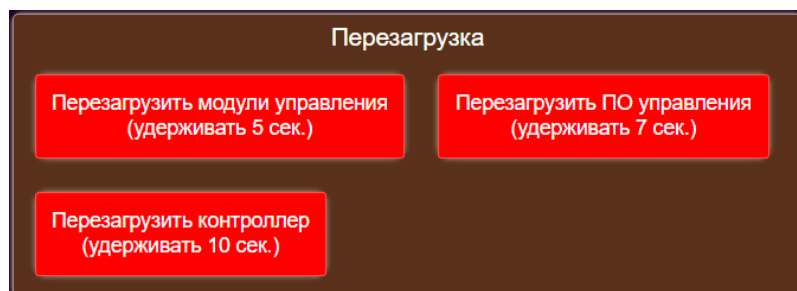 Перезагрузка
Перезагрузить модули управления
(удерживать 5 сек.)
Перезагрузить ПО управления
(удерживать 7 сек.)
Перезагрузить контроллер
(удерживать 10 сек.)